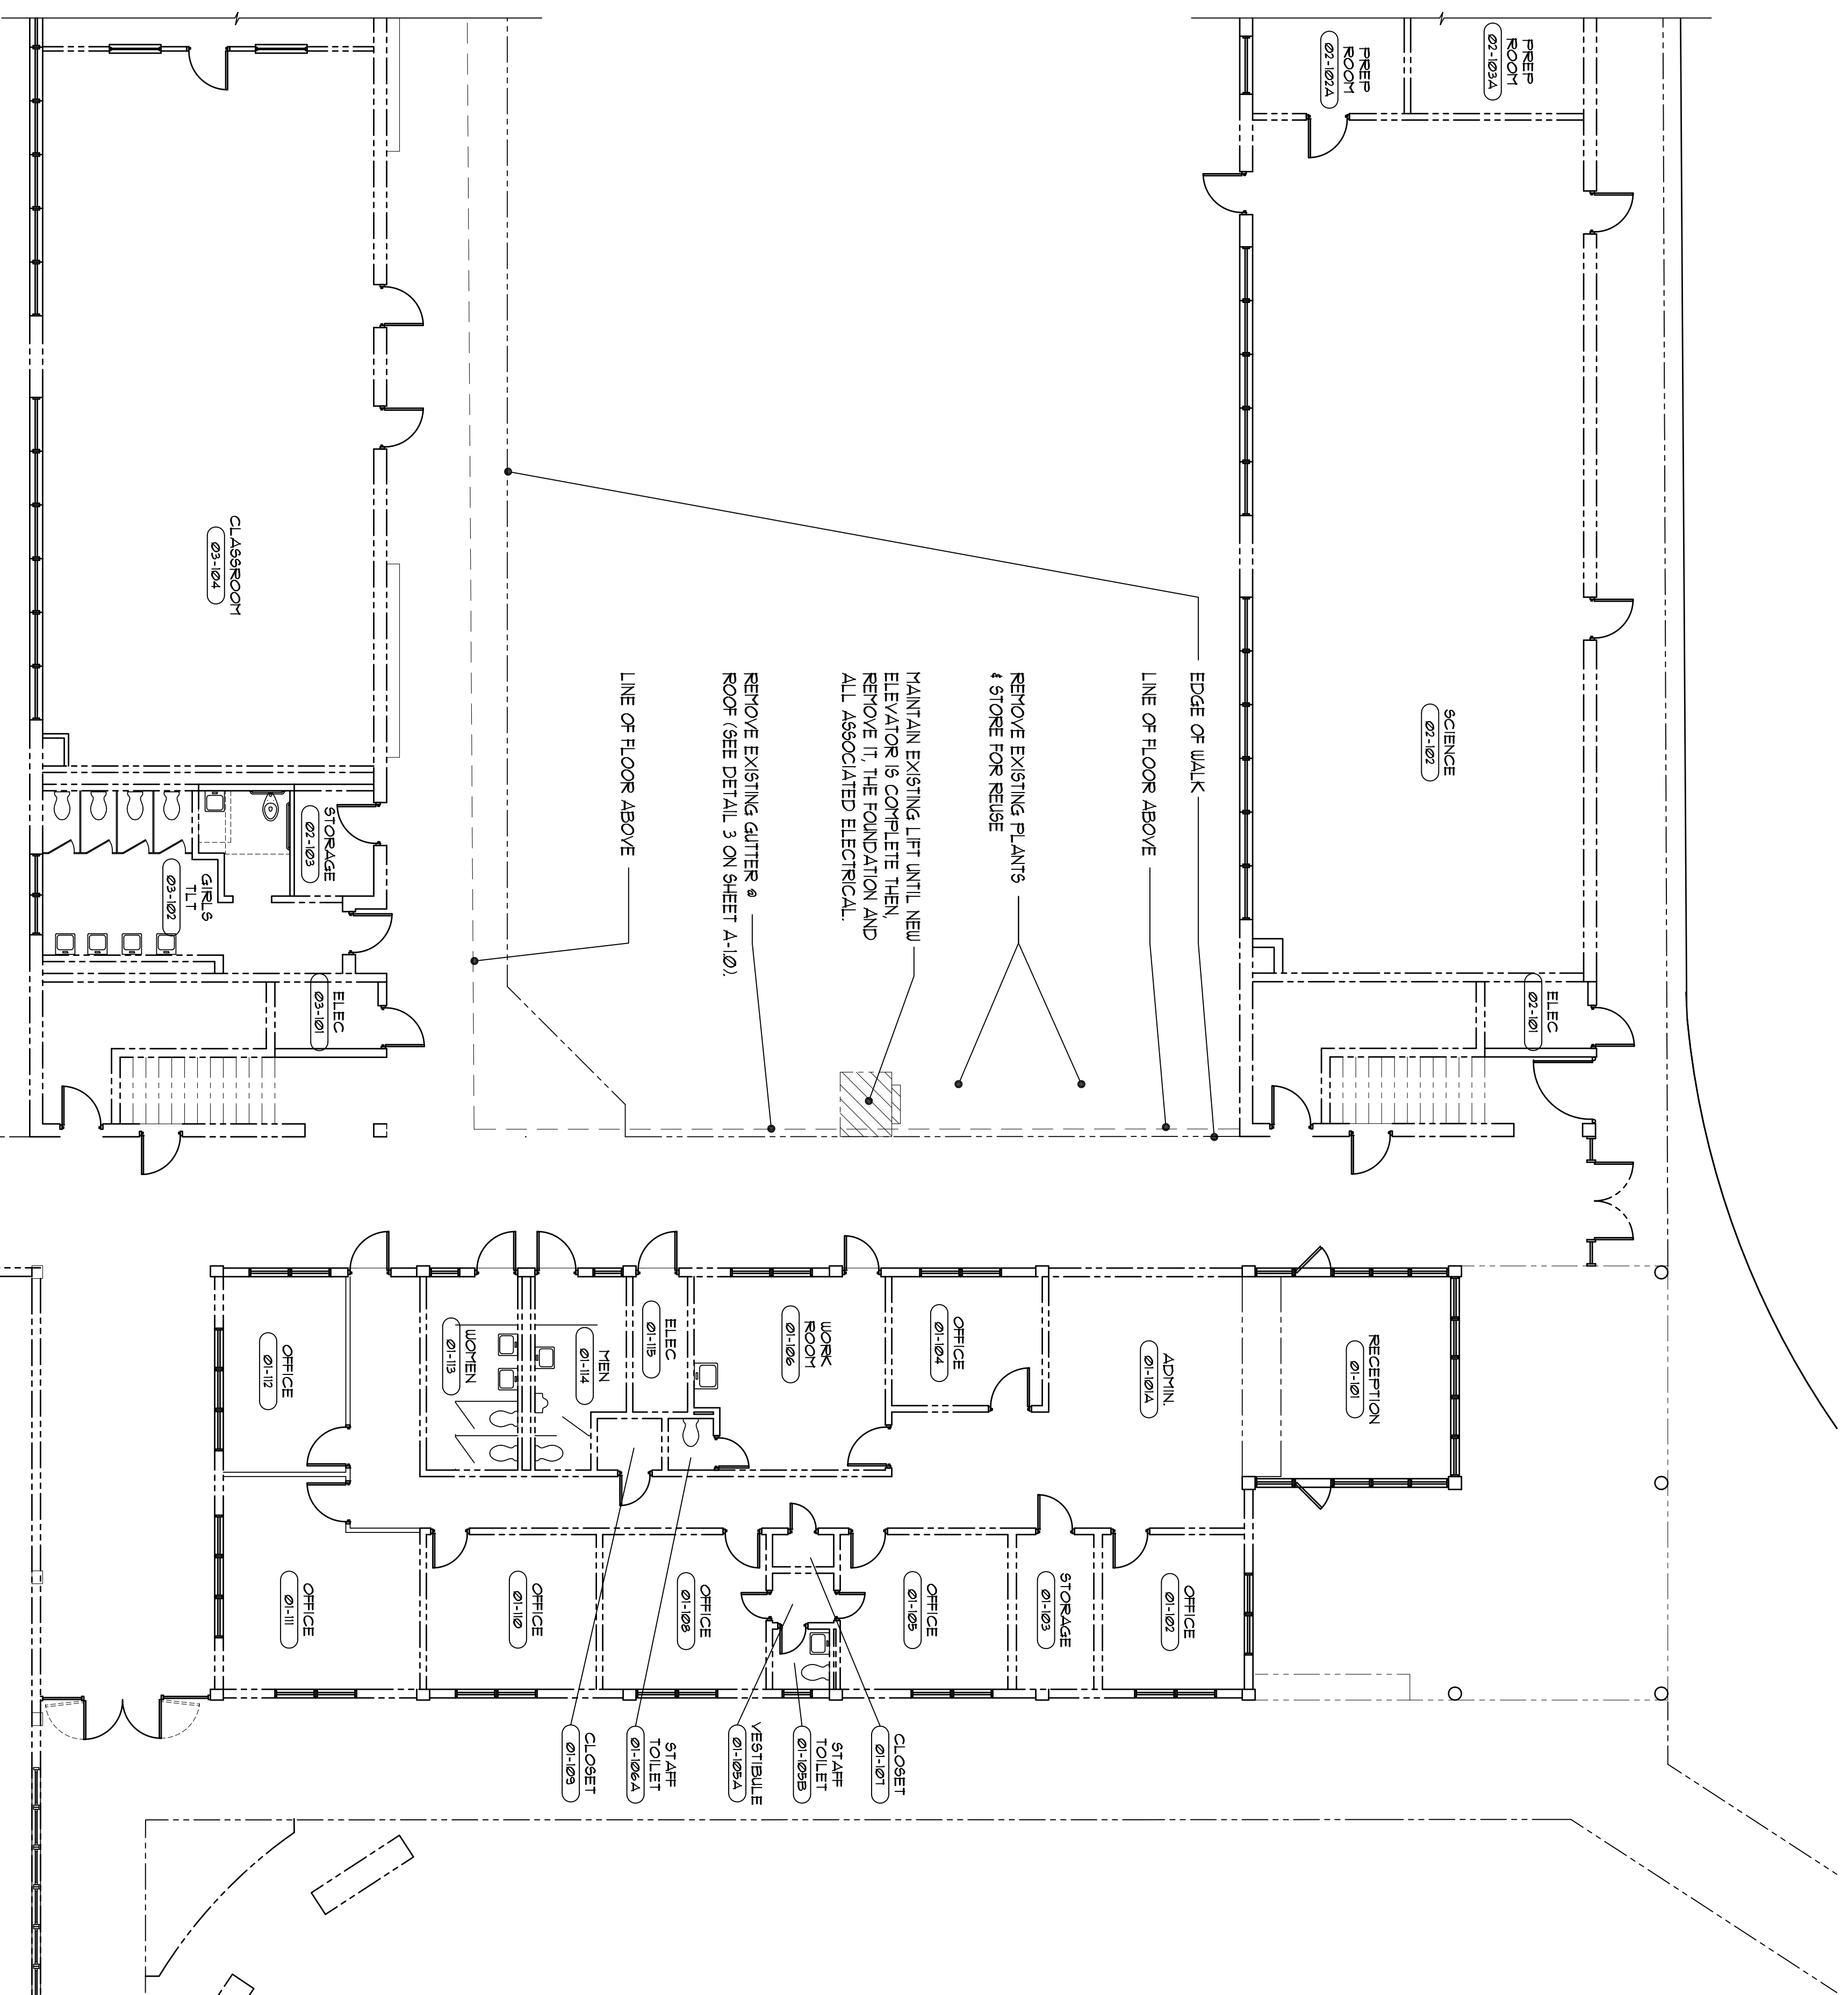 PREP
ROOM
02-103A
PREP
ROOM
02-102A
SCIENCE
02-102
ELEC
02-101
EDGE OF WALK
LINE OF FLOOR ABOVE
REMOVE EXISTING PLANTS
& STORE FOR REUSE
MAINTAIN EXISTING LIFT UNTIL NEW
ELEVATOR IS COMPLETE THEN,
REMOVE IT, THE FOUNDATION AND
ALL ASSOCIATED ELECTRICAL.
REMOVE EXISTING GUTTER @
ROOF (SEE DETAIL 3 ON SHEET A-1.0).
LINE OF FLOOR ABOVE
CLASSROOM
03-104
STORAGE
02-103
GIRLS
TLT
03-102
ELEC
03-101
RECEPTION
01-101
ADMIN.
01-101A
OFFICE
01-104
WORK
ROOM
01-106
ELEC
01-115
MEN
01-114
WOMEN
01-113
OFFICE
01-112
OFFICE
01-102
STORAGE
01-103
OFFICE
01-105
OFFICE
01-108
OFFICE
01-110
OFFICE
01-111
CLOSET
01-107
STAFF
TOILET
01-105B
VESTIBULE
01-105A
STAFF
TOILET
01-106A
CLOSET
01-109